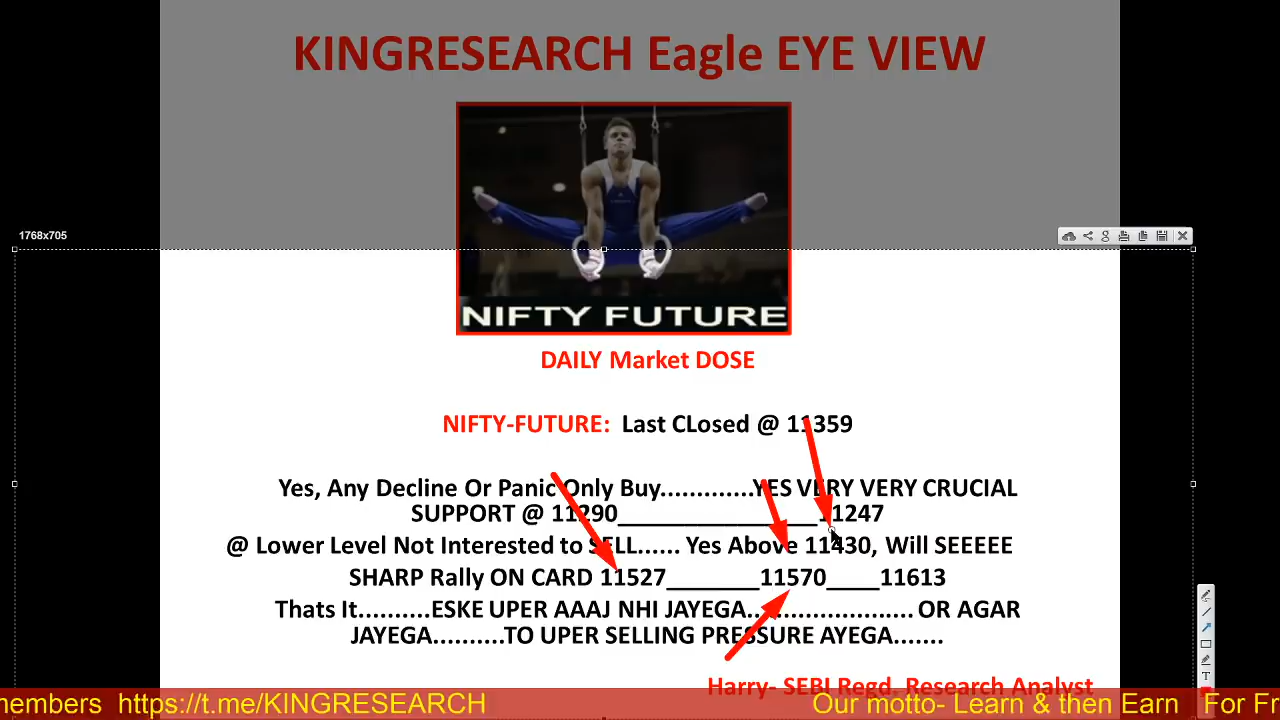 KINGRESEARCH Eagle EYE VIEW
NIFTY FUTURE
1768x705
DAILY Market DOSE
NIFTY-FUTURE: Last CLosed @ 11359
Yes, Any Decline Or Panic Only Buy.............YES VERY VERY CRUCIAL
SUPPORT @ 11290_______________11247
@ Lower Level Not Interested to SELL...... Yes Above 11430, Will SEEEEE
SHARP Rally ON CARD 11527_______11570____11613
Thats It..........ESKE UPER AAAJ NHI JAYEGA....................... OR AGAR
JAYEGA..........TO UPER SELLING PRESSURE AYEGA.......
Harry- SEBI Regd. Research Analyst
members https://t.me/KINGRESEARCH Our motto- Learn & then Earn For Fr